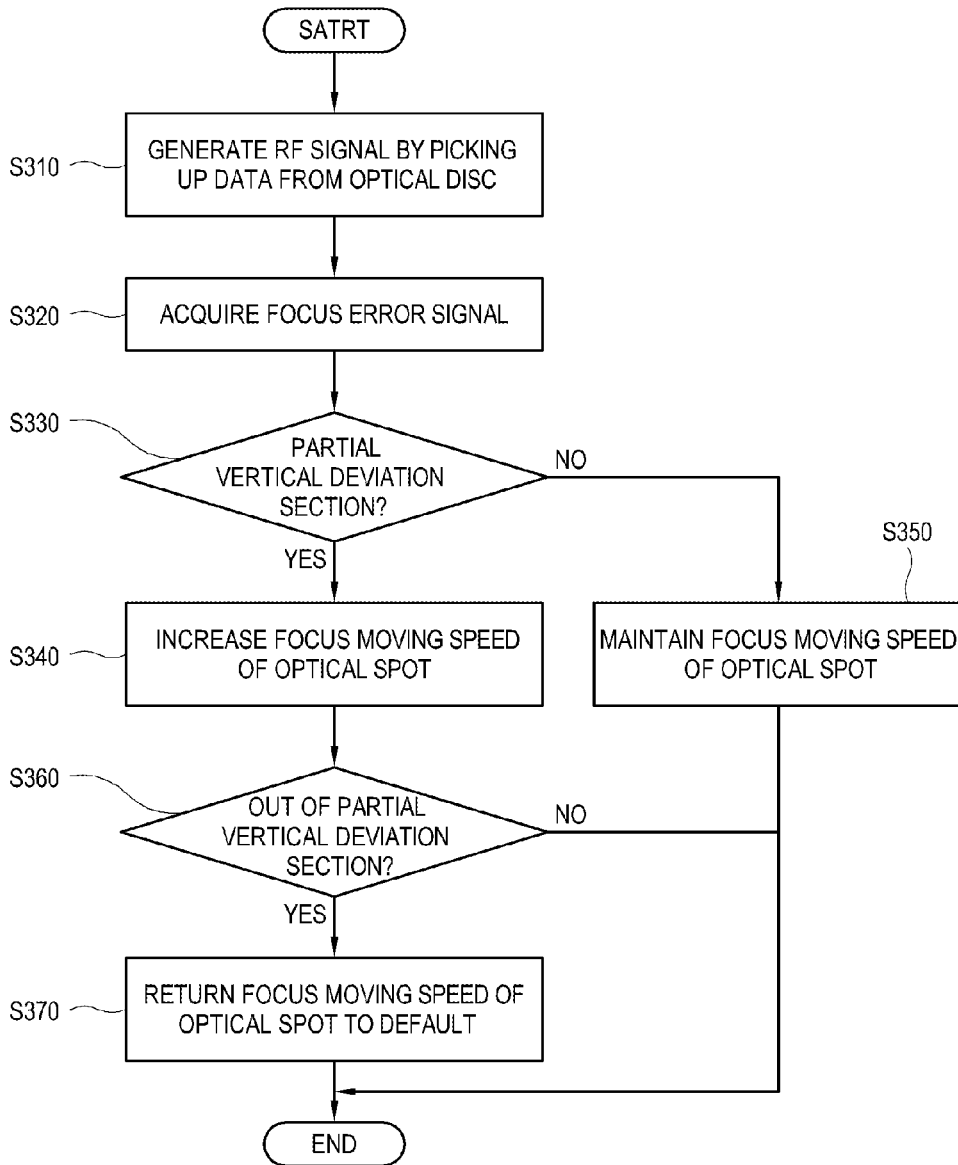 SATRT
S310
GENERATE RF SIGNAL BY PICKING
UP DATA FROM OPTICAL DISC
S320
ACQUIRE FOCUS ERROR SIGNAL
S330
PARTIAL
VERTICAL DEVIATION
SECTION?
NO
YES
S350
S340
INCREASE FOCUS MOVING SPEED
OF OPTICAL SPOT
MAINTAIN FOCUS MOVING SPEED
OF OPTICAL SPOT
S360
OUT OF PARTIAL
VERTICAL DEVIATION
SECTION?
NO
YES
S370
RETURN FOCUS MOVING SPEED OF
OPTICAL SPOT TO DEFAULT
END